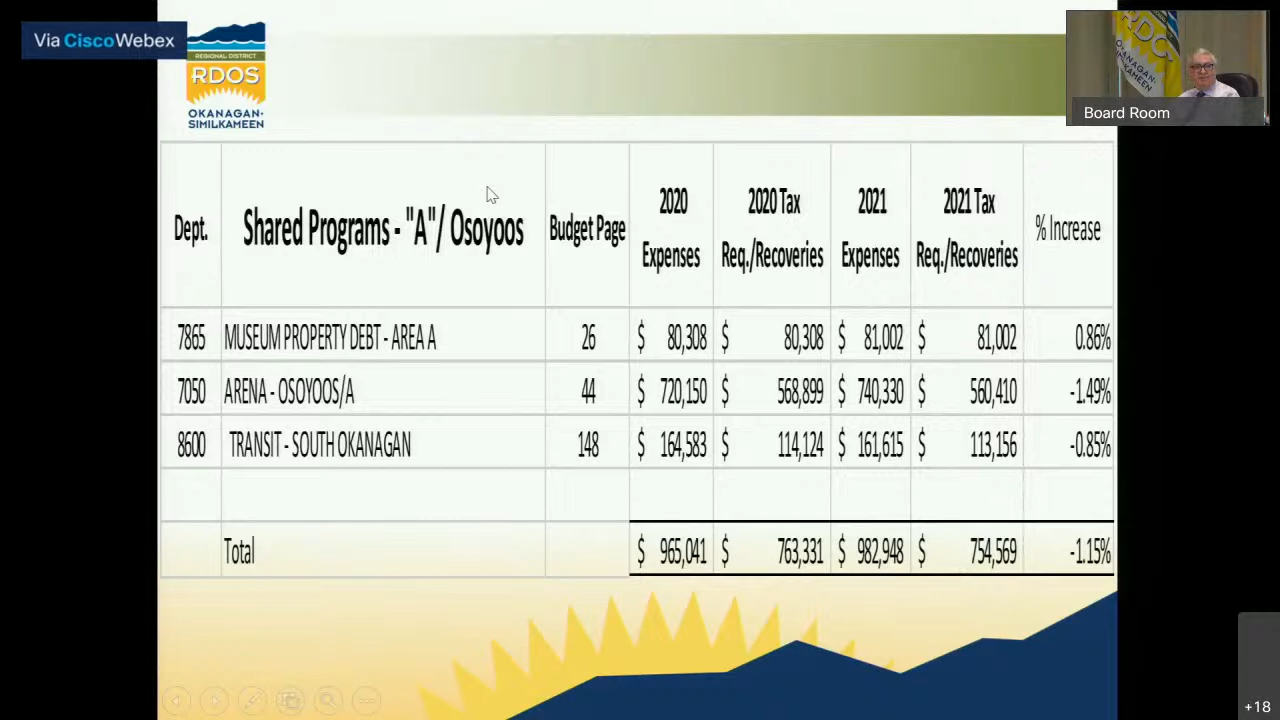 Via CiscoWebex
REGIONAL DISTRICT
RDOS
OKANAGAN-
SIMILKAMEEN
RDO
OKANAGAN-
Board Room
Dept. Shared Programs - "A"/ Osoyoos Budget Page 2020 Expenses 2020 Tax Req./Recoveries 2021 Expenses 2021 Tax Req./Recoveries % Increase
7865 MUSEUM PROPERTY DEBT - AREA A 26 $ 80,308 $ 80,308 $ 81,002 $ 81,002 0.86%
7050 ARENA - OSOYOOS/A 44 $ 720,150 $ 568,899 $ 740,330 $ 560,410 -1.49%
8600 TRANSIT - SOUTH OKANAGAN 148 $ 164,583 $ 114,124 $ 161,615 $ 113,156 -0.85%
Total $ 965,041 $ 763,331 $ 982,948 $ 754,569 -1.15%
+18